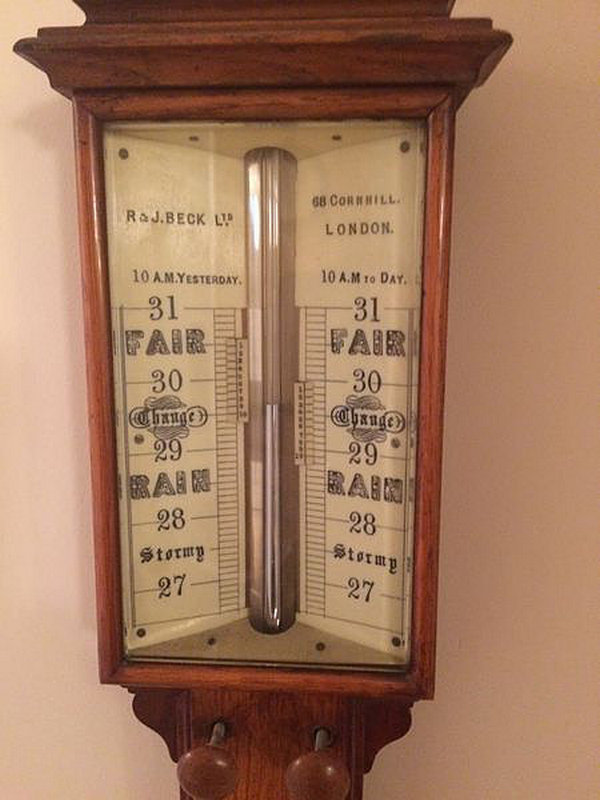 R & J. BECK LTD
68 CORNHILL.
LONDON.
10 A.M. YESTERDAY.
10 A.M TO DAY.
31
FAIR
30
Change
29
RAIN
28
Stormy
27
31
FAIR
30
Change
29
RAIN
28
Stormy
27